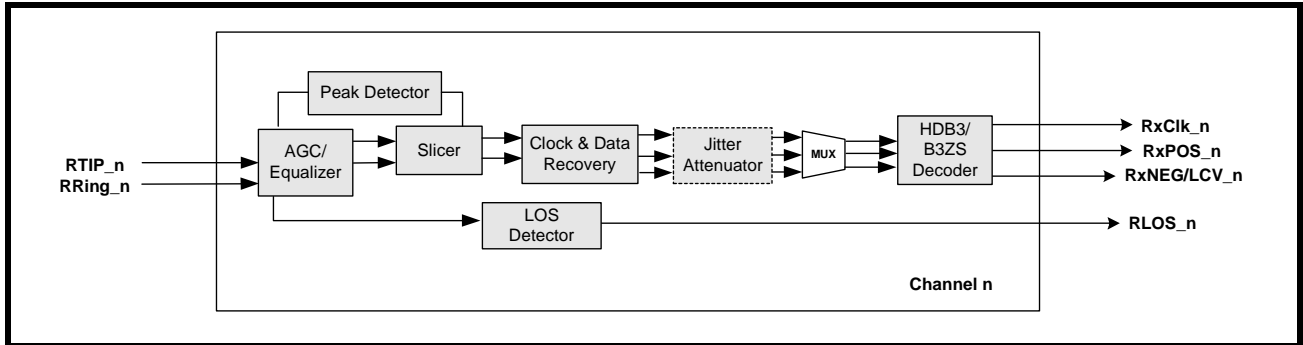 Peak Detector
RTIP_n
RRing_n
AGC/
Equalizer
Slicer
Clock & Data
Recovery
Jitter
Attenuator
MUX
HDB3/
B3ZS
Decoder
RxClk_n
RxPOS_n
RxNEG/LCV_n
LOS
Detector
RLOS_n
Channel n